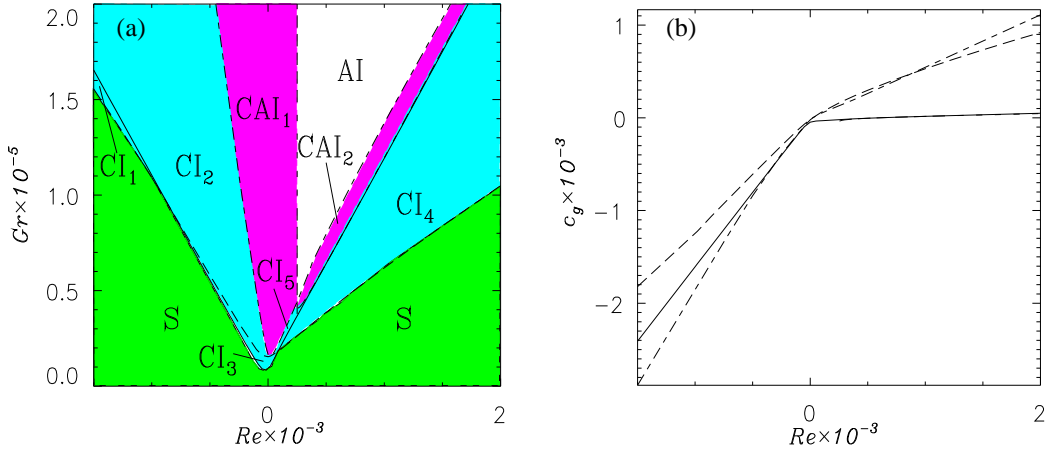 (a)
2.0
1.5
1.0
0.5
0.0
Gr×10⁻⁵
AI
CAI₁
CAI₂
CI₁
CI₂
CI₄
CI₅
S
S
CI₃
0
2
Re×10⁻³
(b)
1
0
−1
−2
c_g×10⁻³
0
2
Re×10⁻³